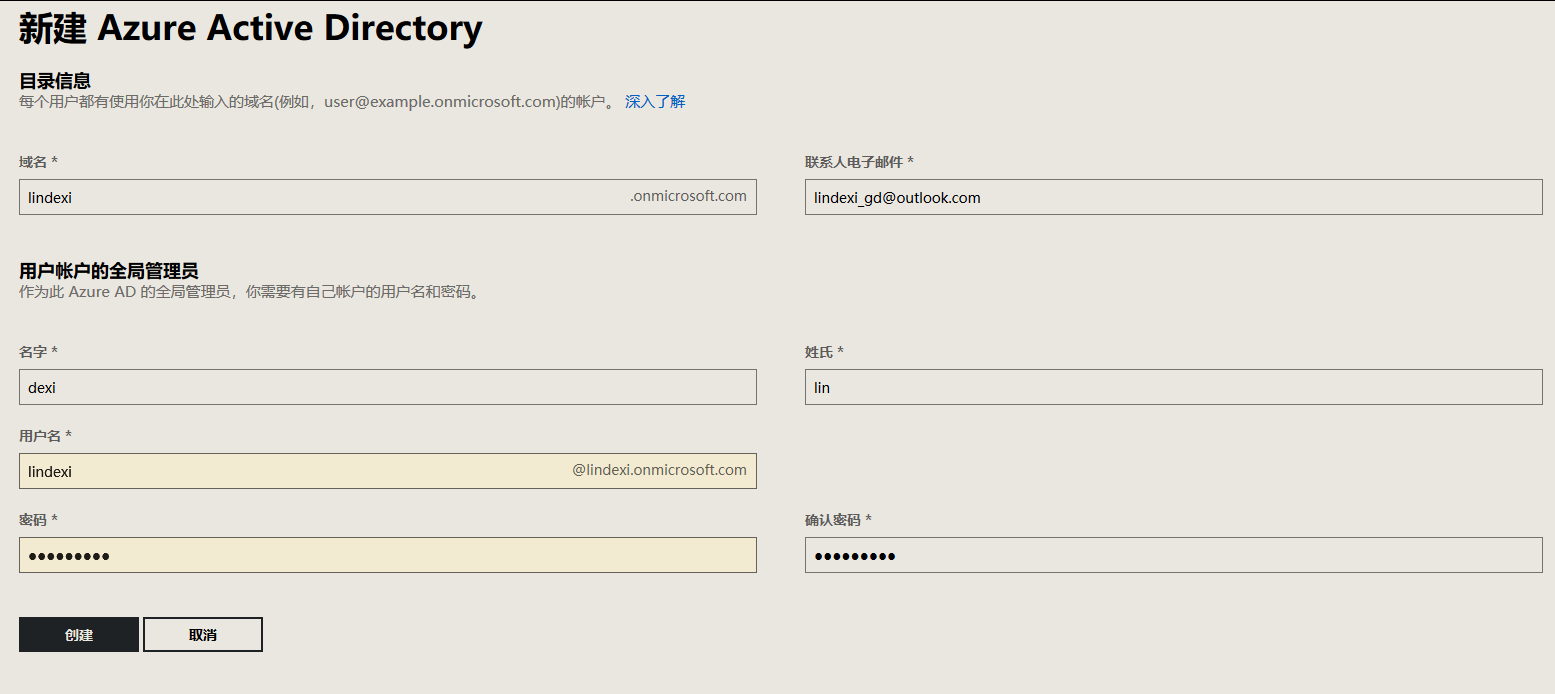 新建 Azure Active Directory
目录信息
每个用户都有使用你在此处输入的域名(例如，user@example.onmicrosoft.com)的帐户。 深入了解
域名 *
联系人电子邮件 *
lindexi .onmicrosoft.com
lindexi_gd@outlook.com
用户帐户的全局管理员
作为此 Azure AD 的全局管理员，你需要有自己帐户的用户名和密码。
名字 *
姓氏 *
dexi
lin
用户名 *
lindexi @lindexi.onmicrosoft.com
密码 *
确认密码 *
●●●●●●●●●
●●●●●●●●●
创建
取消